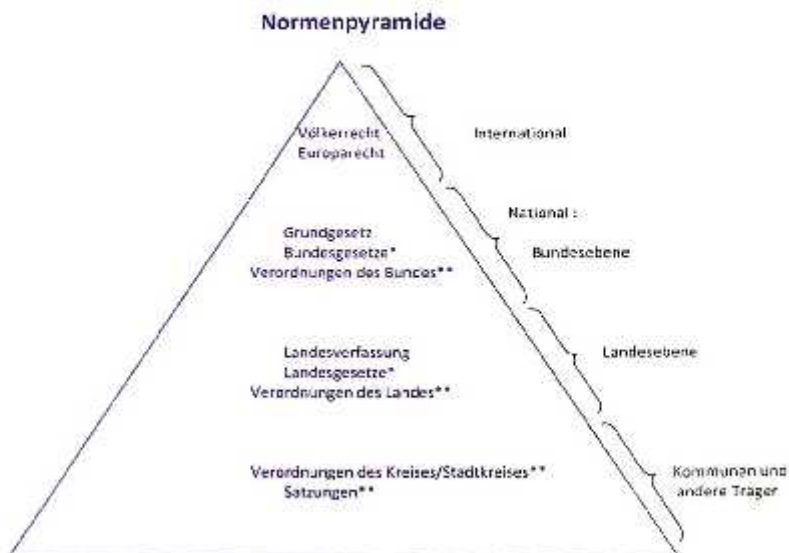 Normenpyramide
Völkerrecht
Europarecht
International
National :
Grundgesetz
Bundesgesetze*
Verordnungen des Bundes**
Bundesebene
Landesverfassung
Landesgesetze*
Verordnungen des Landes**
Landesebene
Verordnungen des Kreises/Stadtkreises**
Satzungen**
Kommunen und
andere Träger